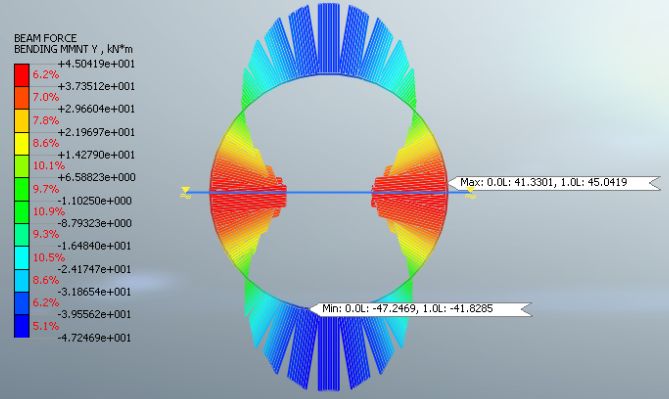 BEAM FORCE
BENDING MMNT Y , kN*m
+4.50419e+001
6.2%
+3.73512e+001
7.0%
+2.96604e+001
7.8%
+2.19697e+001
8.6%
+1.42790e+001
10.1%
+6.58823e+000
9.7%
-1.10250e+000
10.9%
-8.79323e+000
9.3%
-1.64840e+001
10.5%
-2.41747e+001
8.6%
-3.18654e+001
6.2%
-3.95562e+001
5.1%
-4.72469e+001
Max: 0.0L: 41.3301, 1.0L: 45.0419
Min: 0.0L: -47.2469, 1.0L: -41.8285